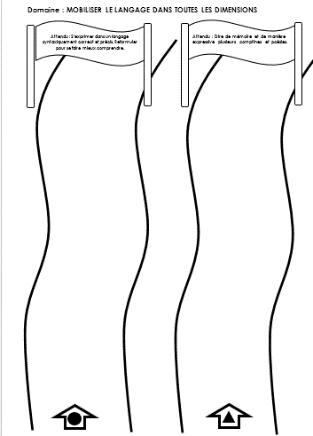 Domaine : MOBILISER LE LANGAGE DANS TOUTES LES DIMENSIONS
Attendu : S'exprimer dans un langage
syntaxiquement correct et précis. Reformuler
pour se faire mieux comprendre.
Attendu : Dire de mémoire et de manière
expressive plusieurs comptines et poésies.